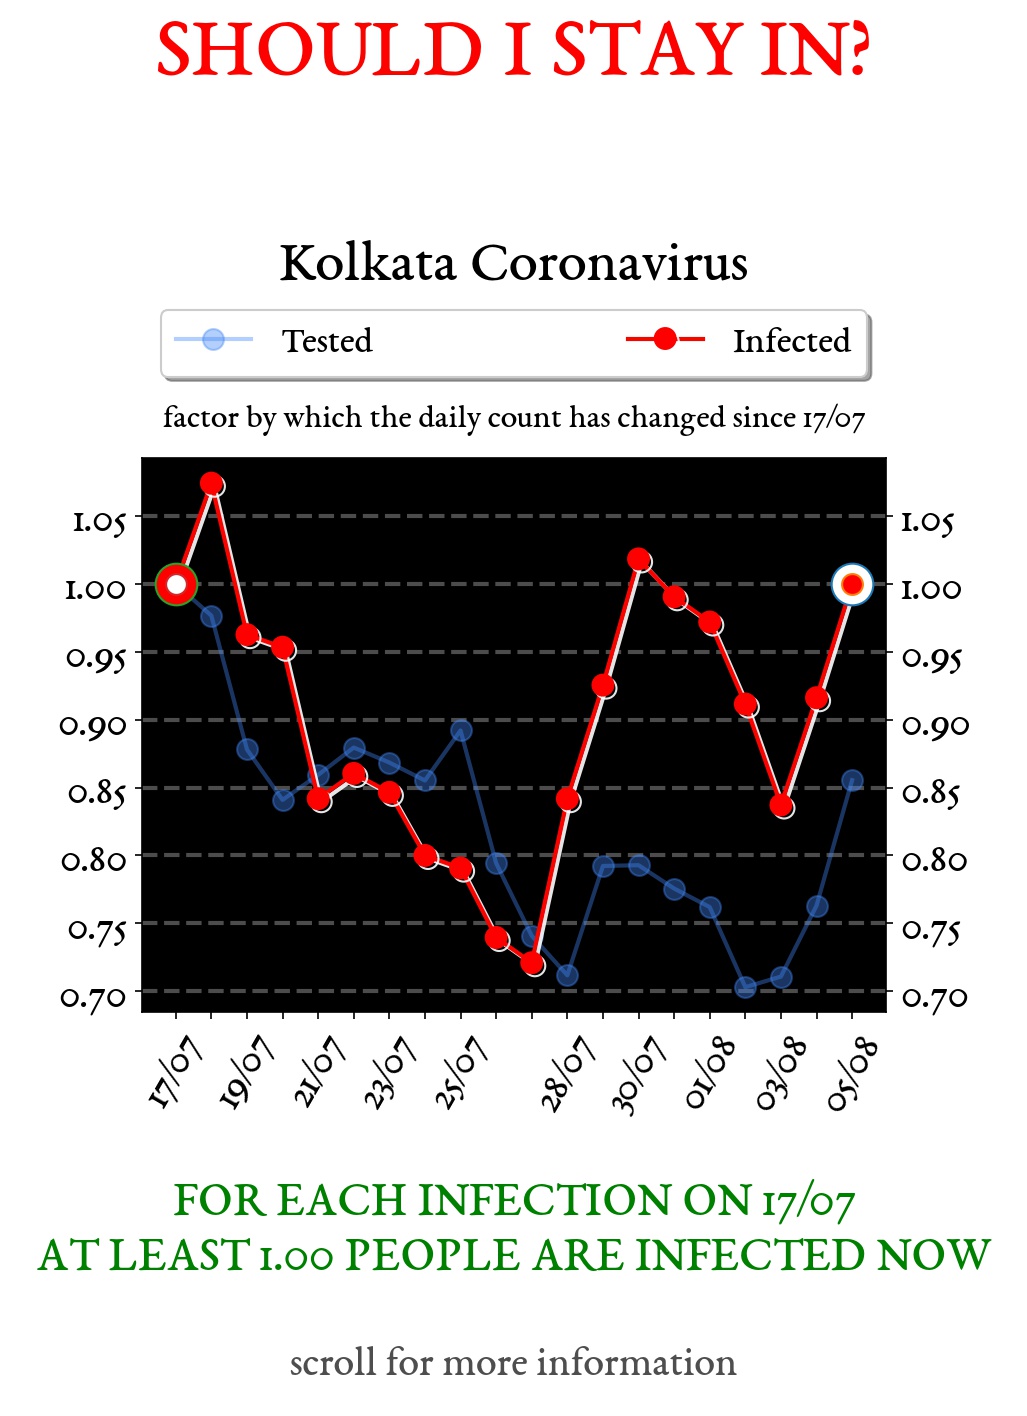 SHOULD I STAY IN?
Kolkata Coronavirus
Tested Infected
factor by which the daily count has changed since 17/07
1.05 1.05
1.00 1.00
0.95 0.95
0.90 0.90
0.85 0.85
0.80 0.80
0.75 0.75
0.70 0.70
17/07 19/07 21/07 23/07 25/07 28/07 30/07 01/08 03/08 05/08
FOR EACH INFECTION ON 17/07
AT LEAST 1.00 PEOPLE ARE INFECTED NOW
scroll for more information